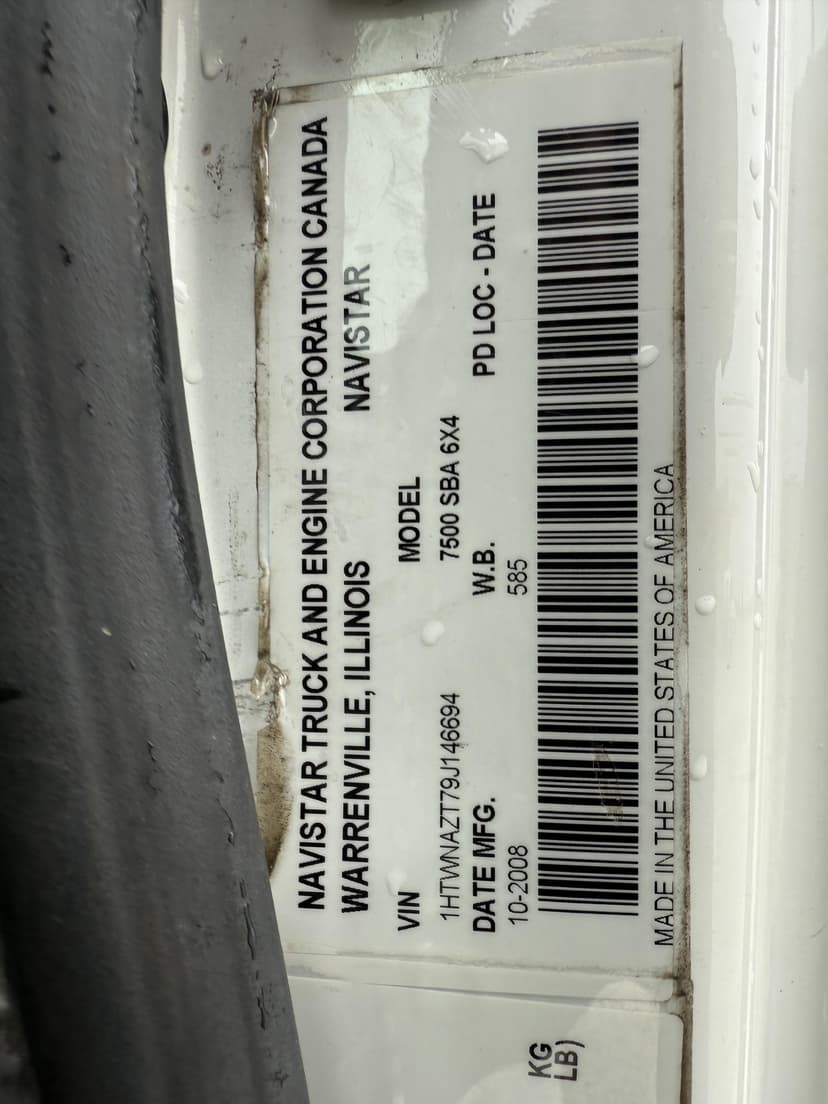 NAVISTAR TRUCK AND ENGINE CORPORATION CANADA
WARRENVILLE, ILLINOIS NAVISTAR
VIN MODEL
1HTWNAZT79J146694 7500 SBA 6X4
DATE MFG. W.B. PD LOC - DATE
10-2008 585
MADE IN THE UNITED STATES OF AMERICA
KG
LB)